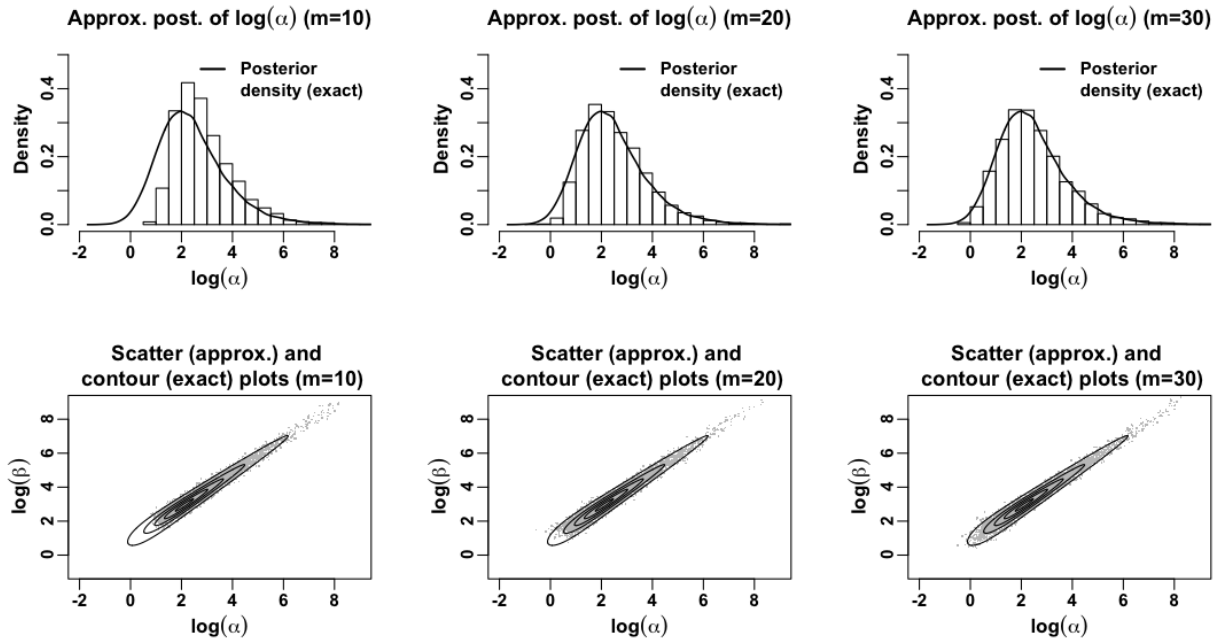 Approx. post. of log(α) (m=10)
Density
0.0 0.2 0.4
Posterior
density (exact)
-2 0 2 4 6 8
log(α)
Approx. post. of log(α) (m=20)
Density
0.0 0.2 0.4
Posterior
density (exact)
-2 0 2 4 6 8
log(α)
Approx. post. of log(α) (m=30)
Density
0.0 0.2 0.4
Posterior
density (exact)
-2 0 2 4 6 8
log(α)
Scatter (approx.) and
contour (exact) plots (m=10)
log(β)
0 2 4 6 8
-2 0 2 4 6 8
log(α)
Scatter (approx.) and
contour (exact) plots (m=20)
log(β)
0 2 4 6 8
-2 0 2 4 6 8
log(α)
Scatter (approx.) and
contour (exact) plots (m=30)
log(β)
0 2 4 6 8
-2 0 2 4 6 8
log(α)